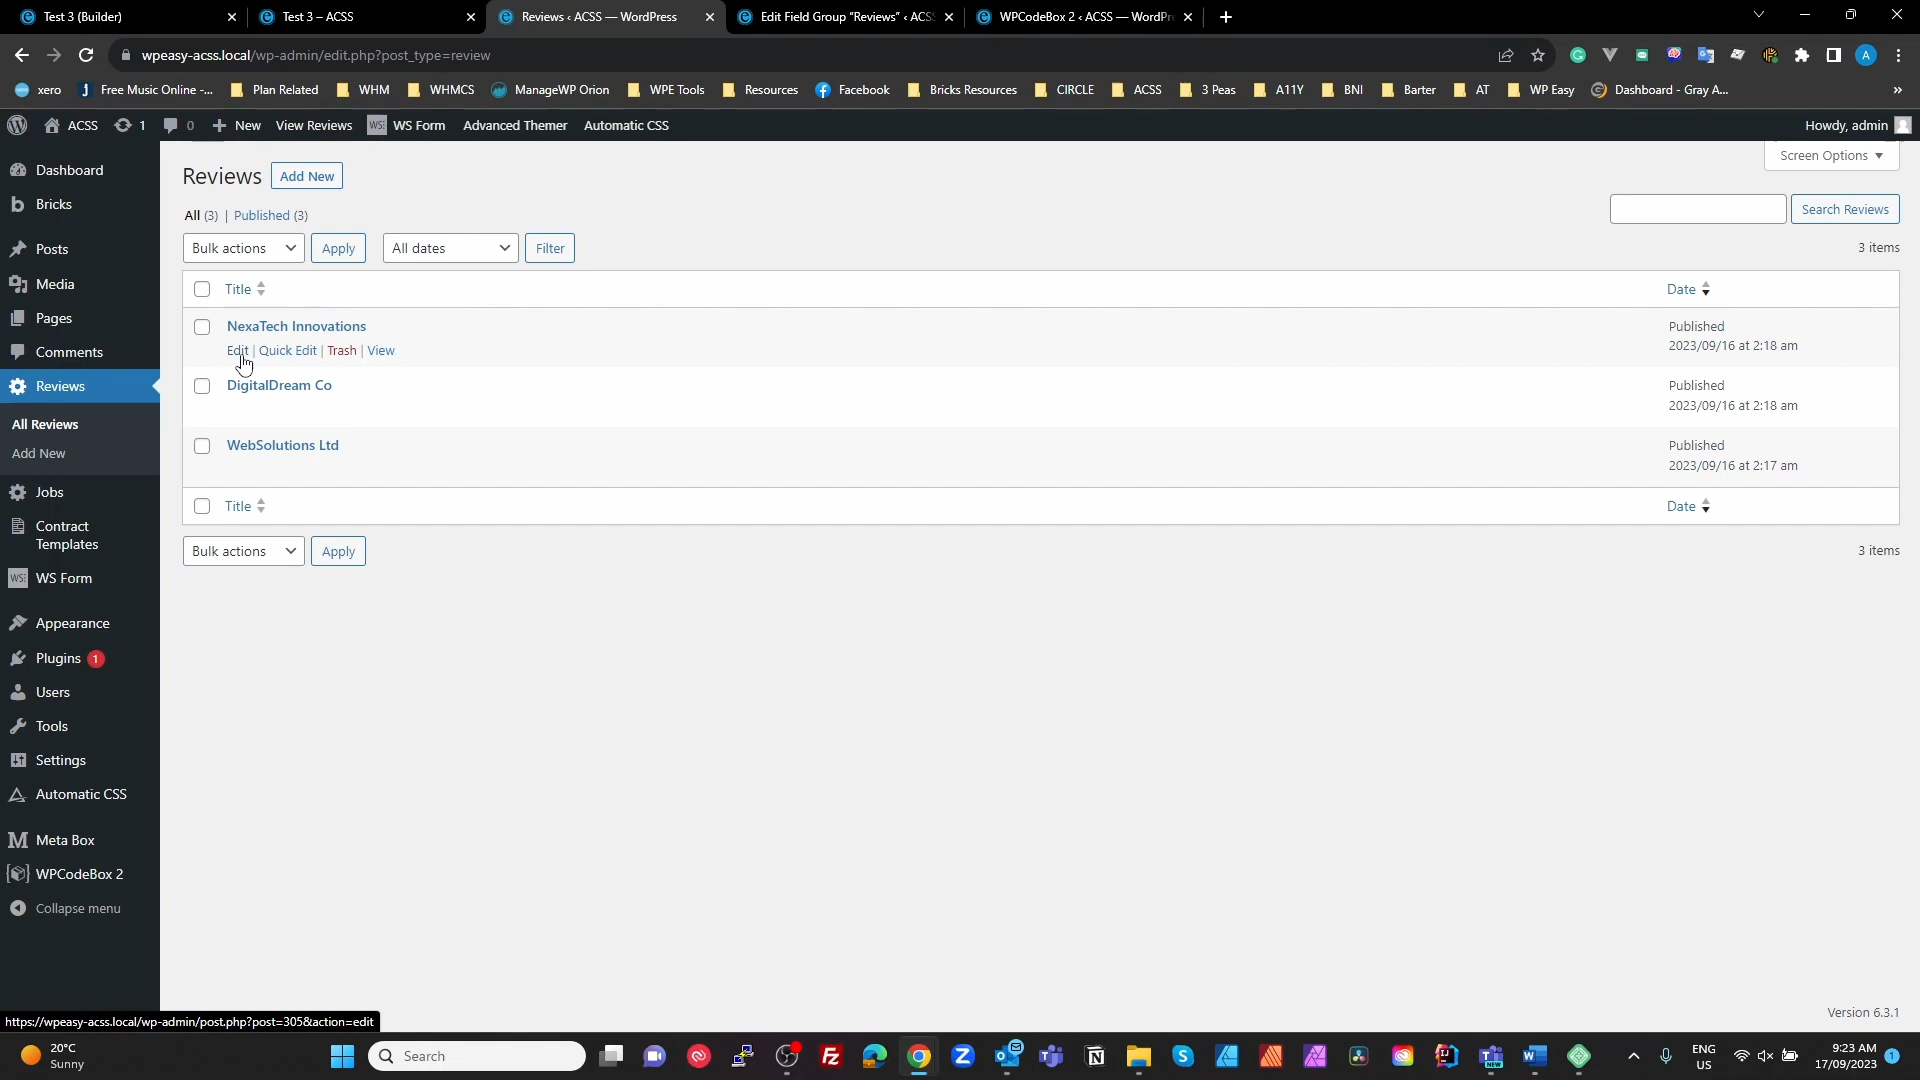 Test 3 (Builder)
Test 3 – ACSS
Reviews ‹ ACSS — WordPress
Edit Field Group "Reviews" ‹ ACSS
WPCodeBox 2 ‹ ACSS — WordPr
wpeasy-acss.local/wp-admin/edit.php?post_type=review
A
xero
Free Music Online -...
Plan Related
WHM
WHMCS
ManageWP Orion
WPE Tools
Resources
Facebook
Bricks Resources
CIRCLE
ACSS
3 Peas
A11Y
BNI
Barter
AT
WP Easy
Dashboard - Gray A...
»
ACSS
1
0
New
View Reviews
WS Form
Advanced Themer
Automatic CSS
Howdy, admin
Dashboard
Bricks
Posts
Media
Pages
Comments
Reviews
All Reviews
Add New
Jobs
Contract
Templates
WS Form
Appearance
Plugins 1
Users
Tools
Settings
Automatic CSS
Meta Box
WPCodeBox 2
Collapse menu
Screen Options
Reviews Add New
All (3) | Published (3)
Search Reviews
Bulk actions Apply All dates Filter
3 items
Title Date
NexaTech Innovations
Edit | Quick Edit | Trash | View
Published
2023/09/16 at 2:18 am
DigitalDream Co
Published
2023/09/16 at 2:18 am
WebSolutions Ltd
Published
2023/09/16 at 2:17 am
Title Date
Bulk actions Apply
3 items
Version 6.3.1
https://wpeasy-acss.local/wp-admin/post.php?post=305&action=edit
20°C
Sunny
Search
ENG
US
9:23 AM
17/09/2023
1